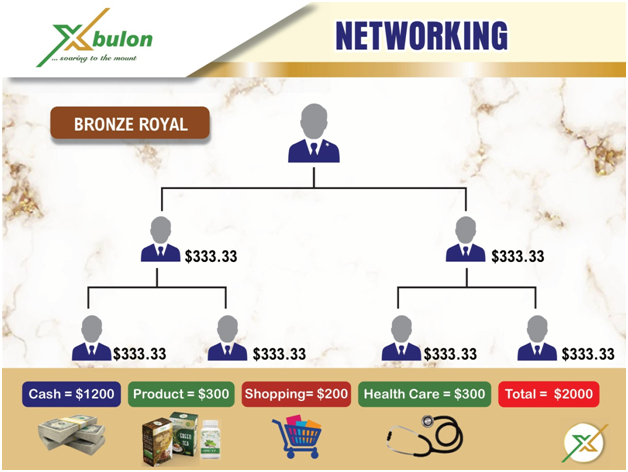 Xbulon
... soaring to the mount
NETWORKING
BRONZE ROYAL
$333.33
$333.33
$333.33
$333.33
$333.33
$333.33
Cash = $1200
Product = $300
Shopping= $200
Health Care = $300
Total = $2000
GREEN
TEA
X